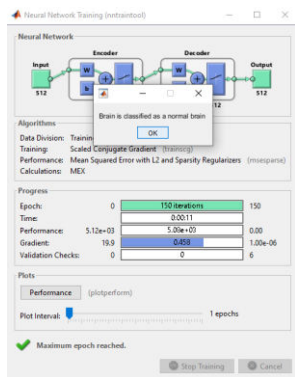 Neural Network Training (nntraintool)
Neural Network
Encoder
Decoder
Input
Output
W
b
W
512
12
512
Brain is classified as a normal brain
OK
Algorithms
Data Division: Trainin
Training: Scaled Conjugate Gradient (trainscg)
Performance: Mean Squared Error with L2 and Sparsity Regularizers (msesparse)
Calculations: MEX
Progress
Epoch: 0 150 iterations 150
Time: 0:00:11
Performance: 5.12e+03 5.08e+03 0.00
Gradient: 19.9 0.458 1.00e-06
Validation Checks: 0 0 6
Plots
Performance (plotperform)
Plot Interval: 1 epochs
Maximum epoch reached.
Stop Training
Cancel